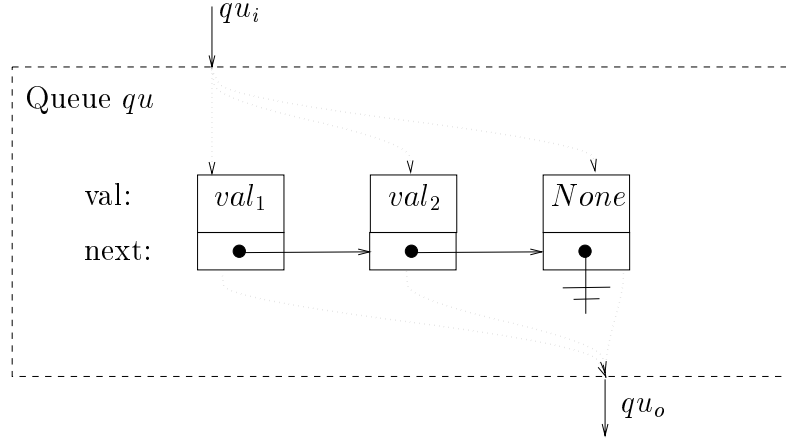 qu_i
Queue qu
val: val_1 val_2 None
next:
qu_o